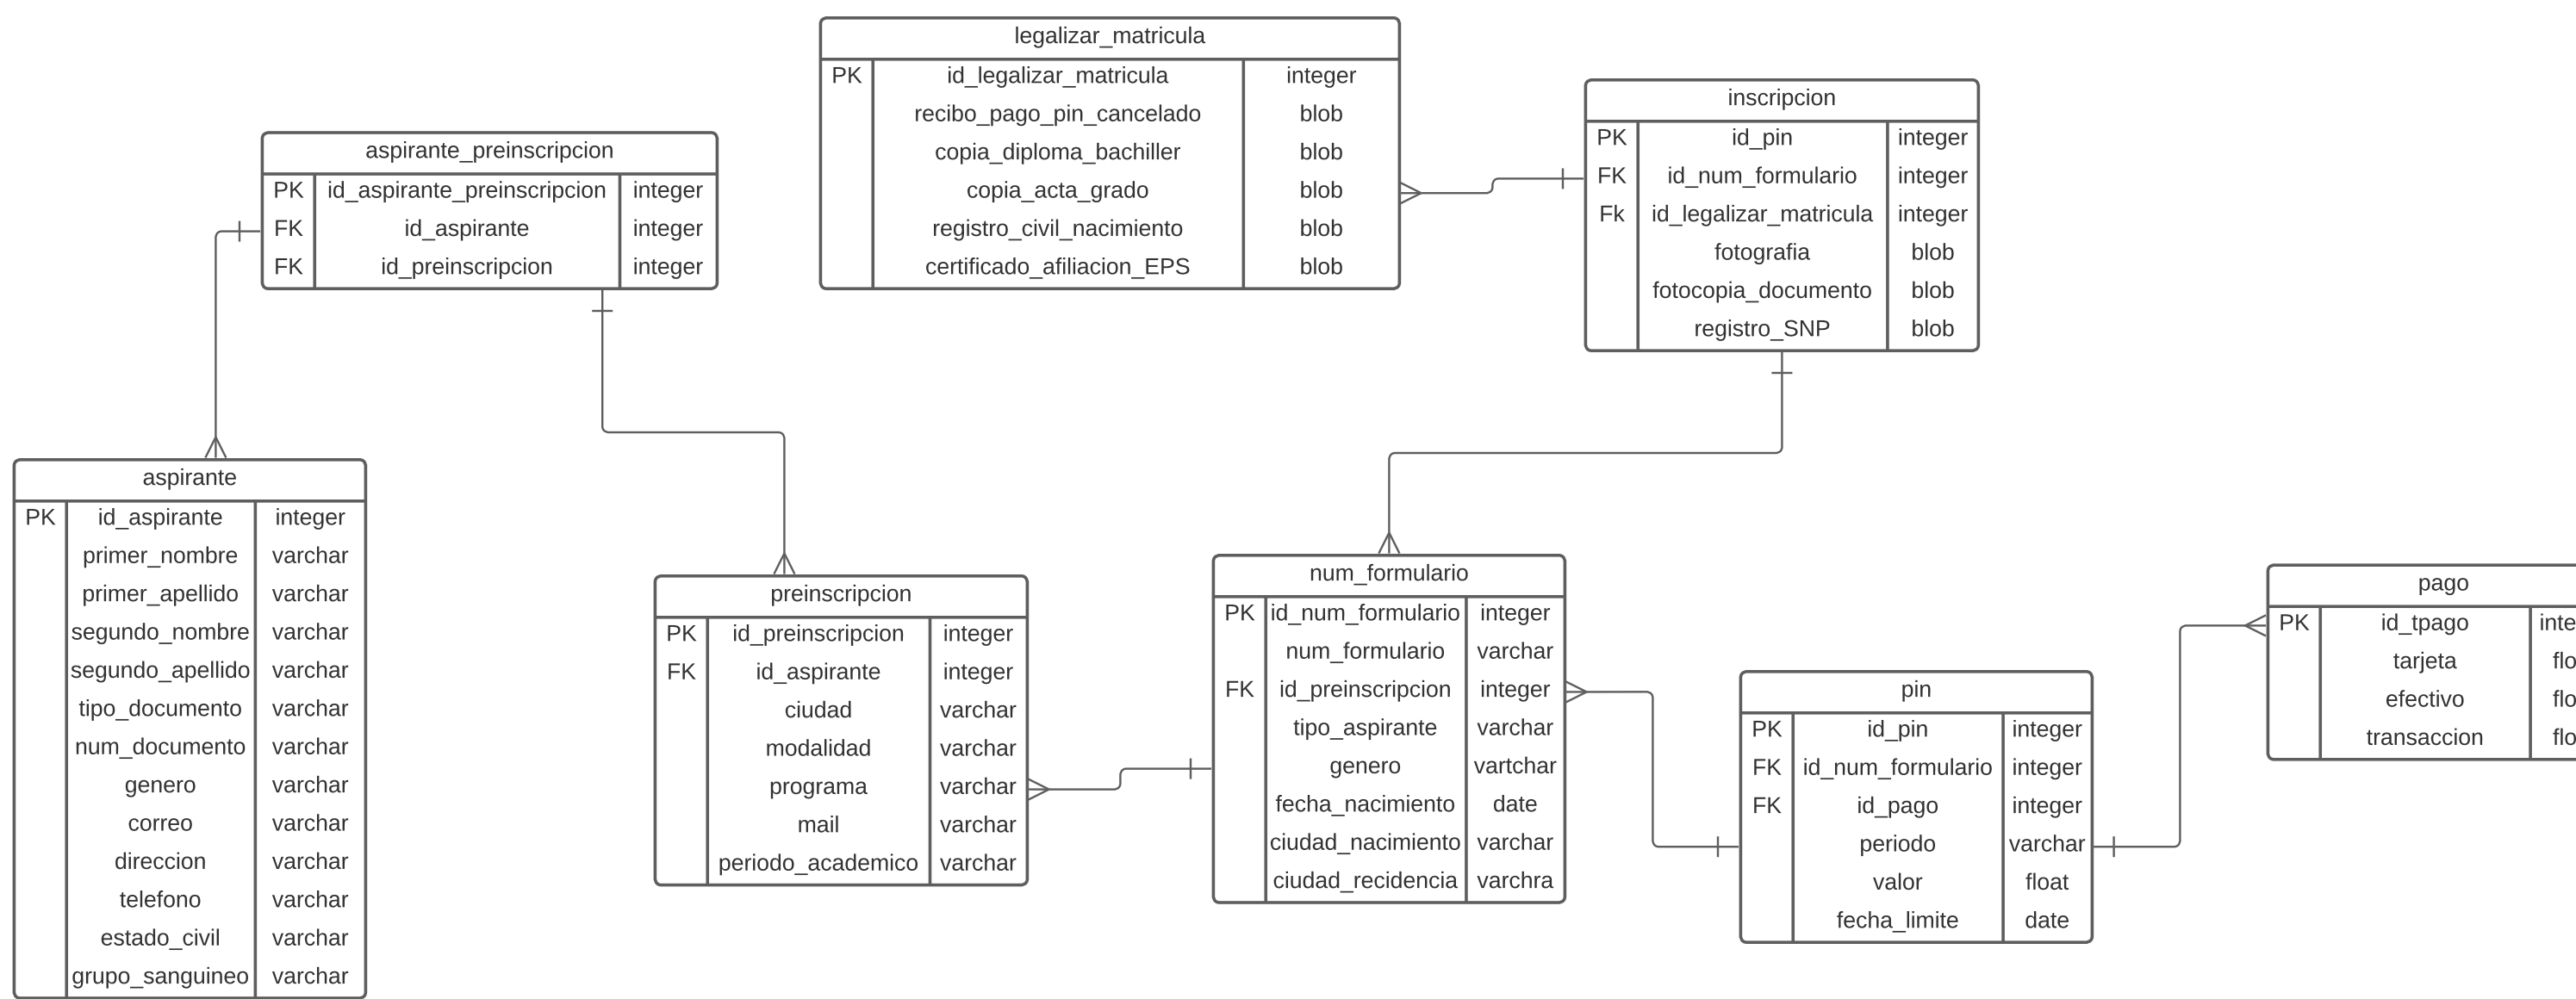 legalizar_matricula
PK id_legalizar_matricula integer
recibo_pago_pin_cancelado blob
copia_diploma_bachiller blob
copia_acta_grado blob
registro_civil_nacimiento blob
certificado_afiliacion_EPS blob
inscripcion
PK id_pin integer
FK id_num_formulario integer
Fk id_legalizar_matricula integer
fotografia blob
fotocopia_documento blob
registro_SNP blob
aspirante_preinscripcion
PK id_aspirante_preinscripcion integer
FK id_aspirante integer
FK id_preinscripcion integer
aspirante
PK id_aspirante integer
primer_nombre varchar
primer_apellido varchar
segundo_nombre varchar
segundo_apellido varchar
tipo_documento varchar
num_documento varchar
genero varchar
correo varchar
direccion varchar
telefono varchar
estado_civil varchar
grupo_sanguineo varchar
preinscripcion
PK id_preinscripcion integer
FK id_aspirante integer
ciudad varchar
modalidad varchar
programa varchar
mail varchar
periodo_academico varchar
num_formulario
PK id_num_formulario integer
num_formulario varchar
FK id_preinscripcion integer
tipo_aspirante varchar
genero vartchar
fecha_nacimiento date
ciudad_nacimiento varchar
ciudad_recidencia varchra
pin
PK id_pin integer
FK id_num_formulario integer
FK id_pago integer
periodo varchar
valor float
fecha_limite date
pago
PK id_tpago inte
tarjeta flo
efectivo flo
transaccion flo